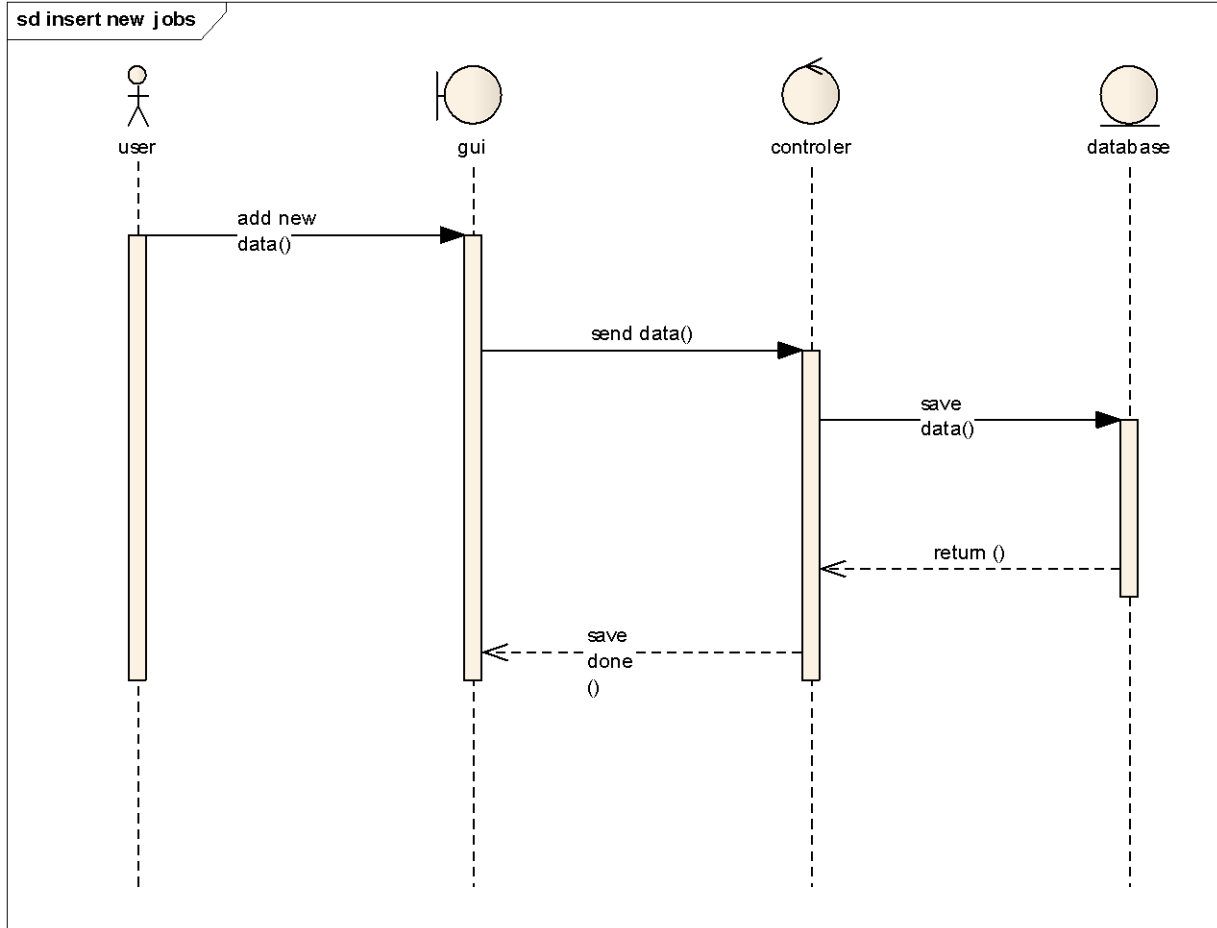 sd insert new jobs
user
gui
controler
database
add new
data()
send data()
save
data()
return ()
save
done
()